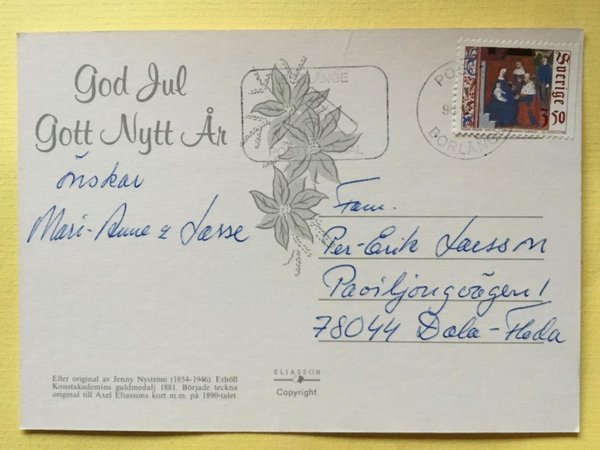 God Jul
Gott Nytt År
önskar
Mari-Anne & Lasse
BORLÄNGE
Sverige
3.50
Fam.
Per-Erik Larsson
Paviljongvägen 1
78044 Dala-Floda
Efter original av Jenny Nyström (1854–1946). Erhöll
Konstakademins guldmedalj 1881. Började teckna
original till Axel Eliassons kort m.m. på 1890-talet.
ELIASSON
Copyright